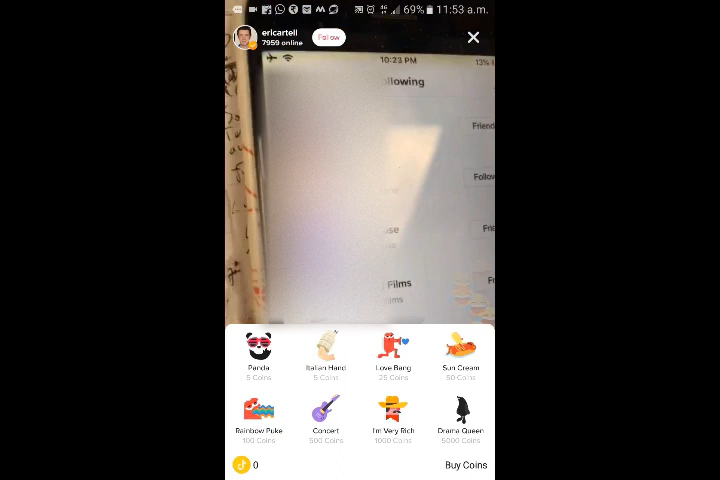 69% 11:53 a.m.
ericartell
7959 online
Follow
10:23 PM
13%
llowing
Friend
Follow
Frie
Films
Panda
Italian Hand
Love Bang
Sun Cream
5 Coins
5 Coins
25 Coins
50 Coins
Rainbow Puke
Concert
I'm Very Rich
Drama Queen
100 Coins
500 Coins
1000 Coins
5000 Coins
0
Buy Coins